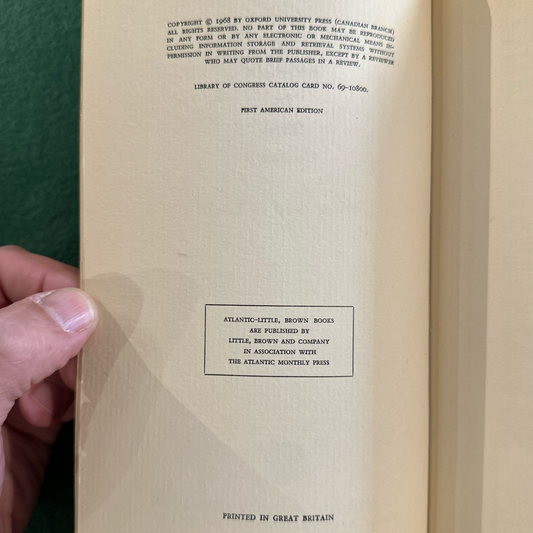 COPYRIGHT © 1968 BY OXFORD UNIVERSITY PRESS (CANADIAN BRANCH)
ALL RIGHTS RESERVED. NO PART OF THIS BOOK MAY BE REPRODUCED
IN ANY FORM OR BY ANY ELECTRONIC OR MECHANICAL MEANS IN-
CLUDING INFORMATION STORAGE AND RETRIEVAL SYSTEMS WITHOUT
PERMISSION IN WRITING FROM THE PUBLISHER, EXCEPT BY A REVIEWER
WHO MAY QUOTE BRIEF PASSAGES IN A REVIEW.
LIBRARY OF CONGRESS CATALOG CARD NO. 69-10800.
FIRST AMERICAN EDITION
ATLANTIC-LITTLE, BROWN BOOKS
ARE PUBLISHED BY
LITTLE, BROWN AND COMPANY
IN ASSOCIATION WITH
THE ATLANTIC MONTHLY PRESS
PRINTED IN GREAT BRITAIN